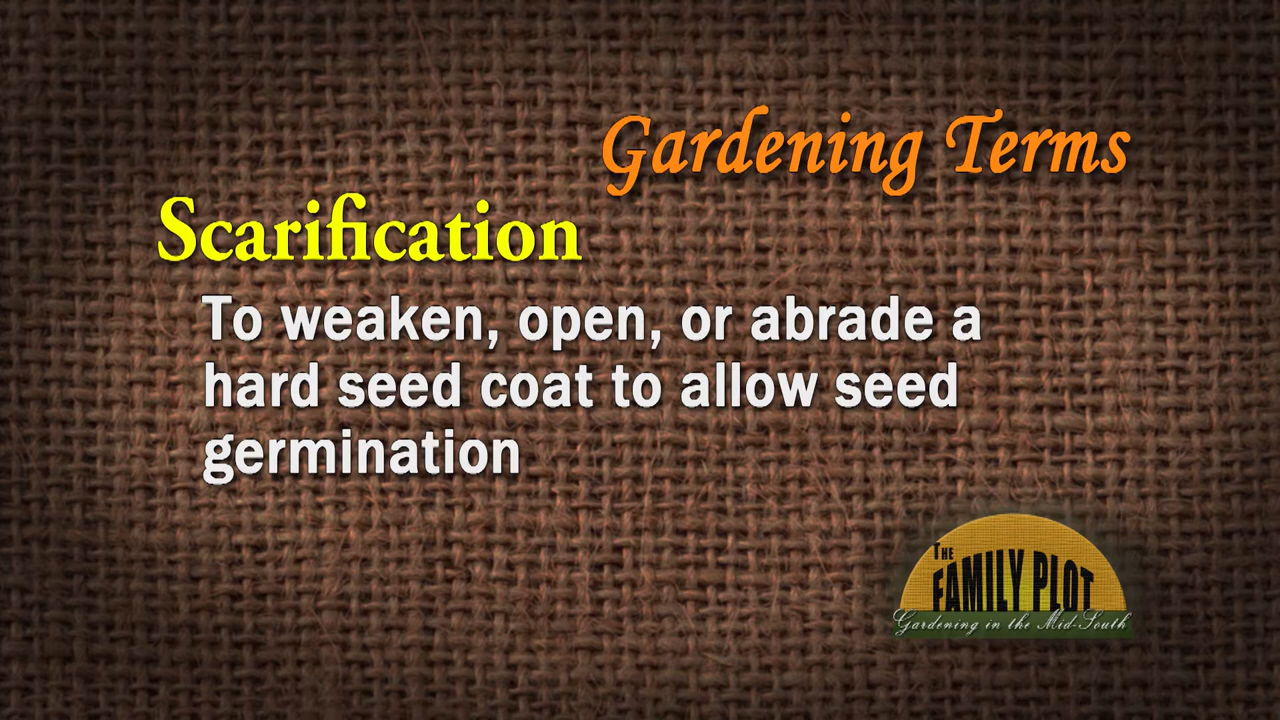 Gardening Terms
Scarification
To weaken, open, or abrade a
hard seed coat to allow seed
germination
THE
FAMILY PLOT
Gardening in the Mid-South